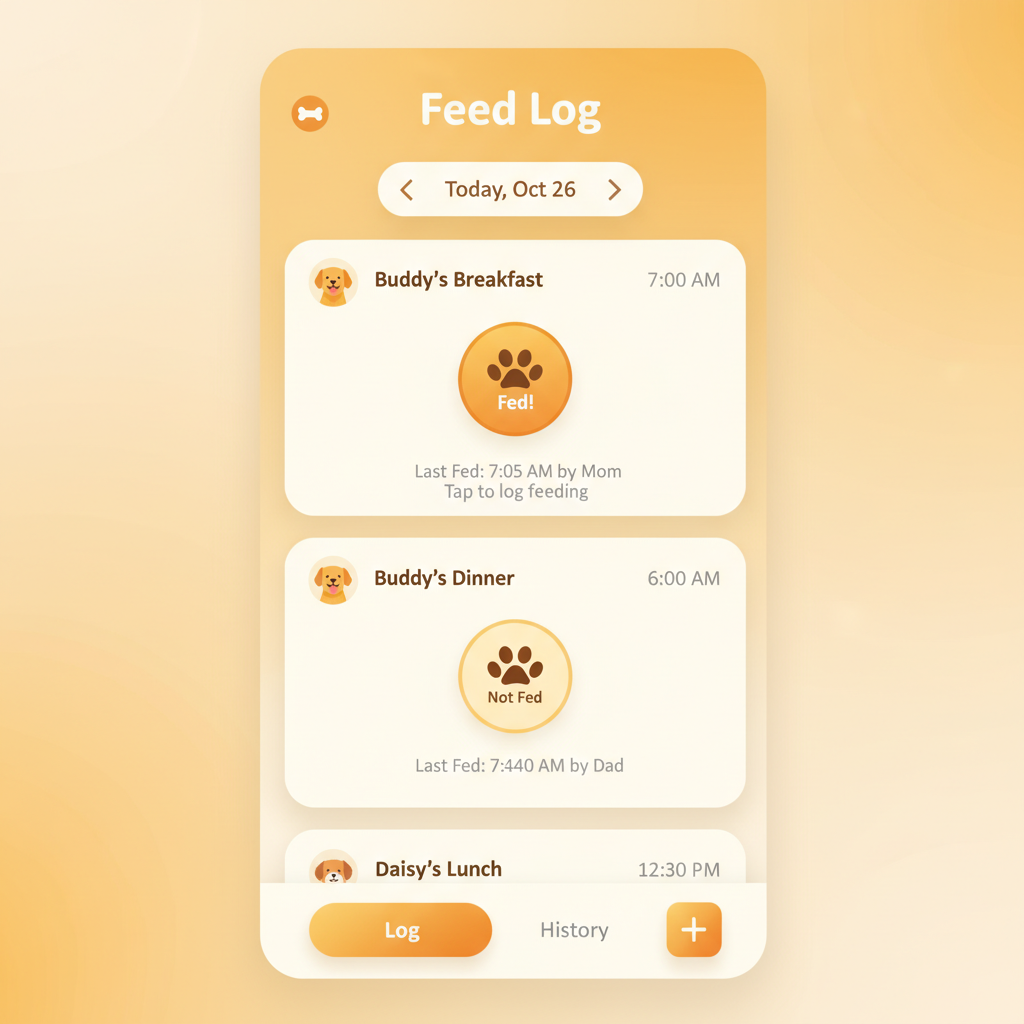 Feed Log
Today, Oct 26
Buddy's Breakfast
7:00 AM
Fed!
Last Fed: 7:05 AM by Mom
Tap to log feeding
Buddy's Dinner
6:00 AM
Not Fed
Last Fed: 7:440 AM by Dad
Daisy's Lunch
12:30 PM
Log
History